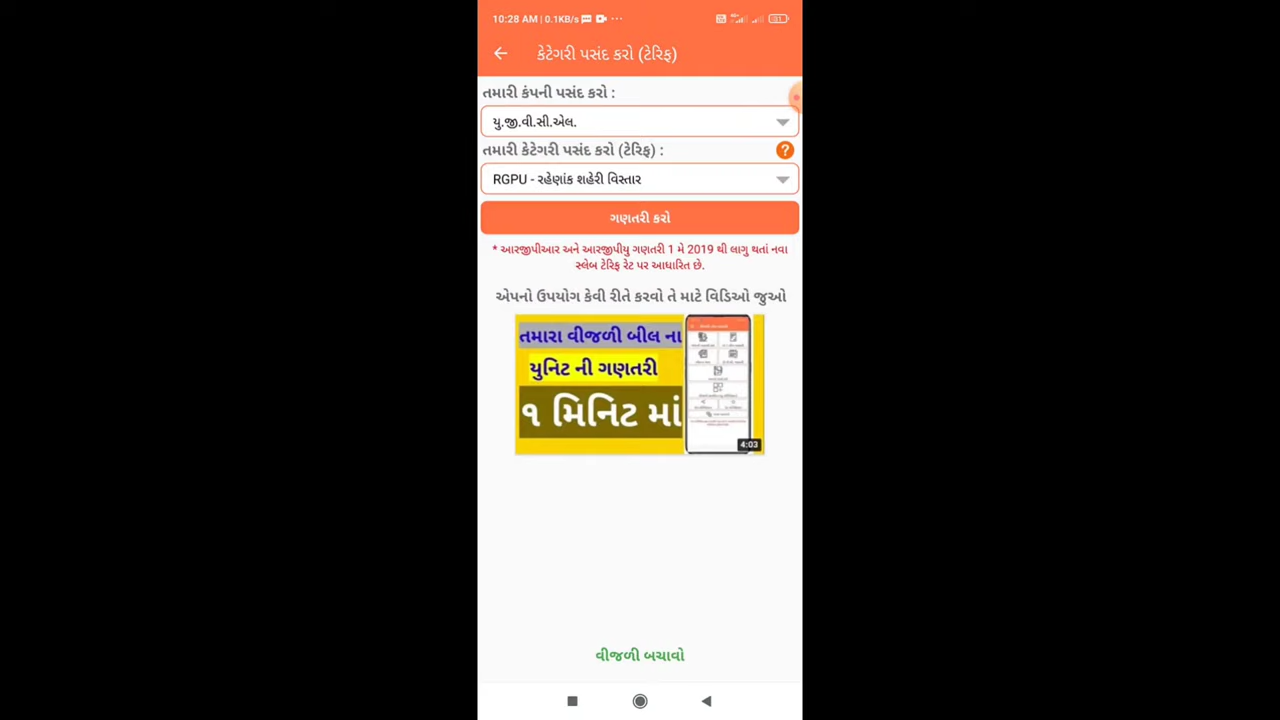 10:28 AM | 0.1KB/s
31
કેટેગરી પસંદ કરો (ટેરિફ)
તમારી કંપની પસંદ કરો :
યુ.જી.વી.સી.એલ.
તમારી કેટેગરી પસંદ કરો (ટેરિફ) :
?
RGPU - રહેણાંક શહેરી વિસ્તાર
ગણતરી કરો
* આરજીપીઆર અને આરજીપીયુ ગણતરી 1 મે 2019 થી લાગુ થતાં નવા
સ્લેબ ટેરિફ રેટ પર આધારિત છે.
એપનો ઉપયોગ કેવી રીતે કરવો તે માટે વિડિઓ જુઓ
તમારા વીજળી બીલ ના
યુનિટ ની ગણતરી
૧ મિનિટ માં
4:03
વીજળી બચાવો